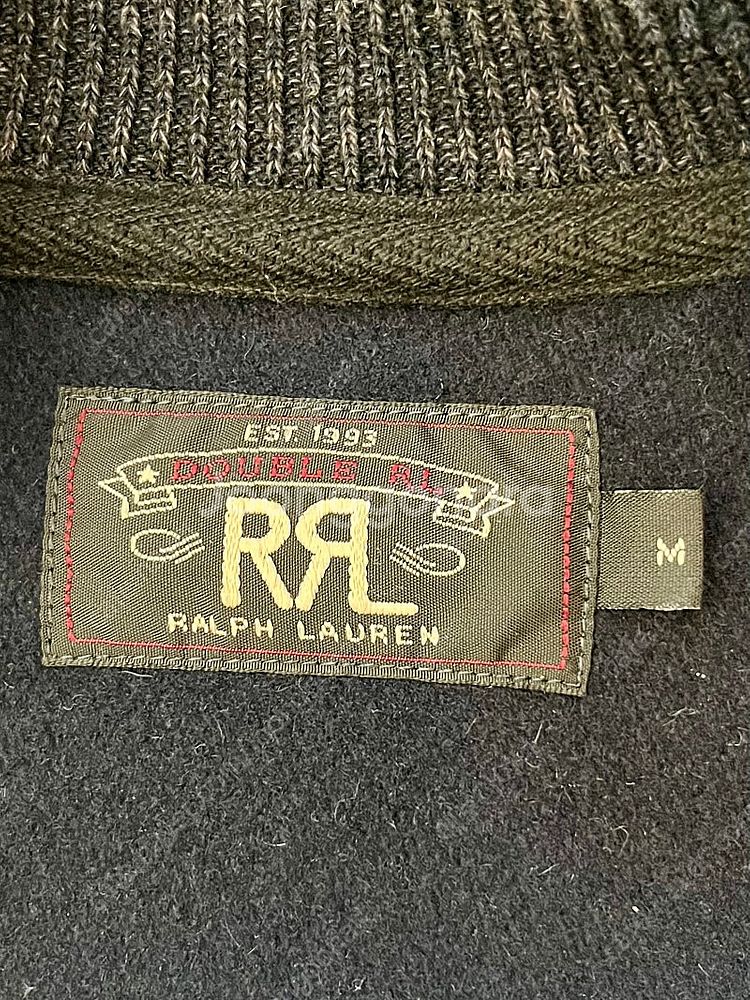 EST. 1993
DOUBLE RL
RRL
RALPH LAUREN
M